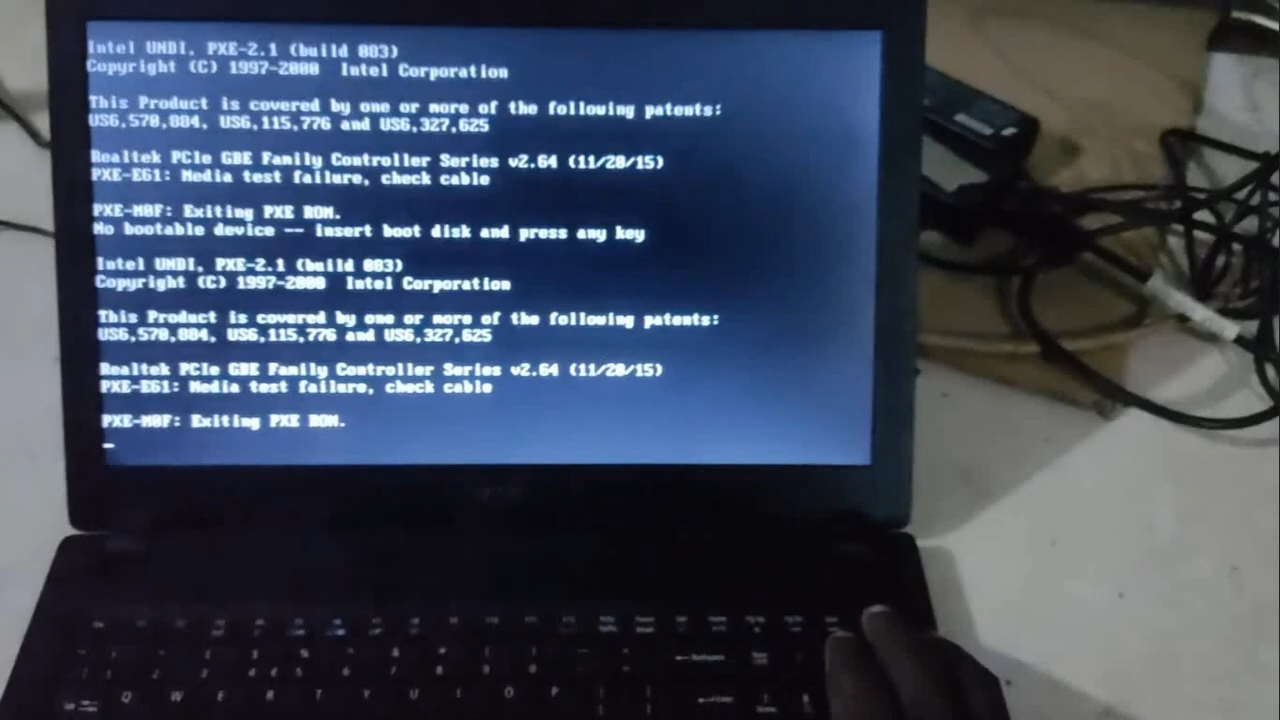 Intel UNDI, PXE-2.1 (build 083)
Copyright (C) 1997-2000 Intel Corporation
This Product is covered by one or more of the following patents:
US6,570,884, US6,115,776 and US6,327,625
Realtek PCIe GBE Family Controller Series v2.64 (11/20/15)
PXE-E61: Media test failure, check cable
PXE-M0F: Exiting PXE ROM.
No bootable device -- insert boot disk and press any key
Intel UNDI, PXE-2.1 (build 083)
Copyright (C) 1997-2000 Intel Corporation
This Product is covered by one or more of the following patents:
US6,570,884, US6,115,776 and US6,327,625
Realtek PCIe GBE Family Controller Series v2.64 (11/20/15)
PXE-E61: Media test failure, check cable
PXE-M0F: Exiting PXE ROM.
Q W E R T Y U I O P